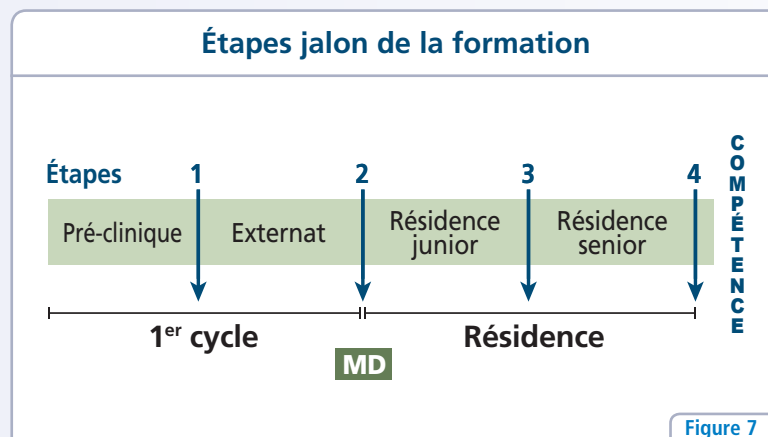 Étapes jalon de la formation
Étapes 1 2 3 4
Pré-clinique Externat Résidence junior Résidence senior
1er cycle Résidence
MD
COMPÉTENCE
Figure 7